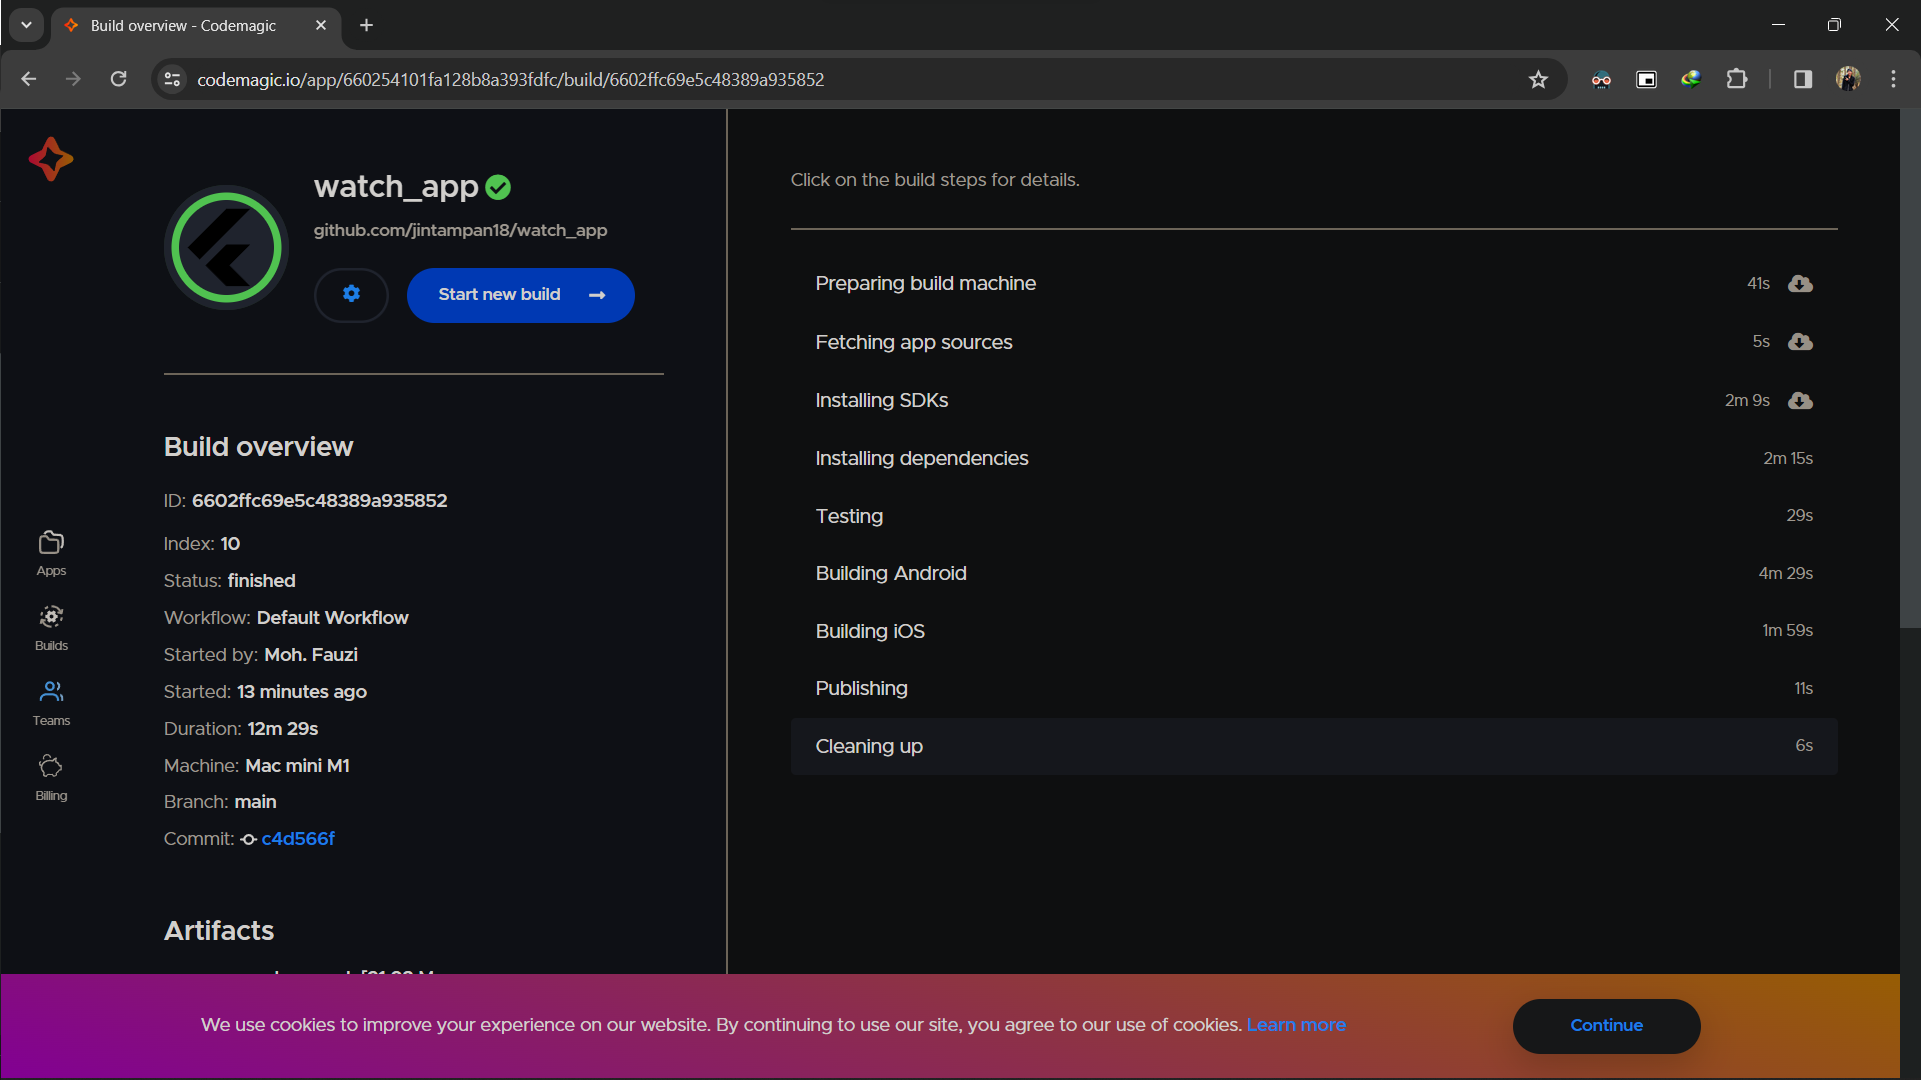 Build overview - Codemagic
codemagic.io/app/660254101fa128b8a393fdfc/build/6602ffc69e5c48389a935852
watch_app
github.com/jintampan18/watch_app
Start new build
Build overview
ID: 6602ffc69e5c48389a935852
Index: 10
Status: finished
Workflow: Default Workflow
Started by: Moh. Fauzi
Started: 13 minutes ago
Duration: 12m 29s
Machine: Mac mini M1
Branch: main
Commit: c4d566f
Artifacts
Apps
Builds
Teams
Billing
Click on the build steps for details.
Preparing build machine 41s
Fetching app sources 5s
Installing SDKs 2m 9s
Installing dependencies 2m 15s
Testing 29s
Building Android 4m 29s
Building iOS 1m 59s
Publishing 11s
Cleaning up 6s
We use cookies to improve your experience on our website. By continuing to use our site, you agree to our use of cookies. Learn more
Continue